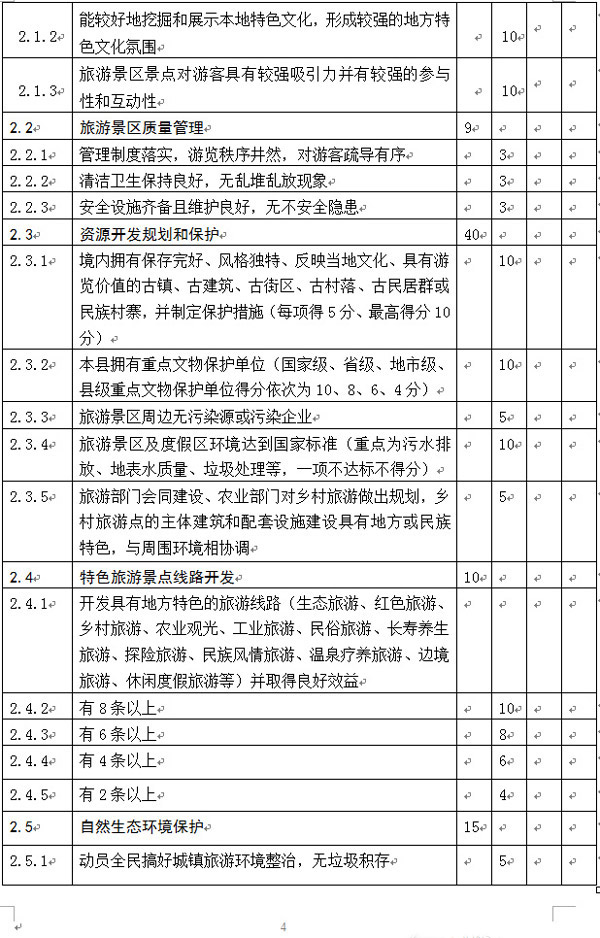 2.1.2 能较好地挖掘和展示本地特色文化，形成较强的地方特 10
色文化氛围
2.1.3 旅游景区景点对游客具有较强吸引力并有较强的参与 10
性和互动性
2.2 旅游景区质量管理 9
2.2.1 管理制度落实，游览秩序井然，对游客疏导有序 3
2.2.2 清洁卫生保持良好，无乱堆乱放现象 3
2.2.3 安全设施齐备且维护良好，无不安全隐患 3
2.3 资源开发规划和保护 40
2.3.1 境内拥有保存完好、风格独特、反映当地文化、具有游 10
览价值的古镇、古建筑、古街区、古村落、古民居群或
民族村寨，并制定保护措施（每项得 5 分、最高得分 10
分）
2.3.2 本县拥有重点文物保护单位（国家级、省级、地市级、 10
县级重点文物保护单位得分依次为 10、8、6、4 分）
2.3.3 旅游景区周边无污染源或污染企业 5
2.3.4 旅游景区及度假区环境达到国家标准（重点为污水排 10
放、地表水质量、垃圾处理等，一项不达标不得分）
2.3.5 旅游部门会同建设、农业部门对乡村旅游做出规划，乡 5
村旅游点的主体建筑和配套设施建设具有地方或民族
特色，与周围环境相协调
2.4 特色旅游景点线路开发 10
2.4.1 开发具有地方特色的旅游线路（生态旅游、红色旅游、
乡村旅游、农业观光、工业旅游、民俗旅游、长寿养生
旅游、探险旅游、民族风情旅游、温泉疗养旅游、边境
旅游、休闲度假旅游等）并取得良好效益
2.4.2 有 8 条以上 10
2.4.3 有 6 条以上 8
2.4.4 有 4 条以上 6
2.4.5 有 2 条以上 4
2.5 自然生态环境保护 15
2.5.1 动员全民搞好城镇旅游环境整治，无垃圾积存 5
4